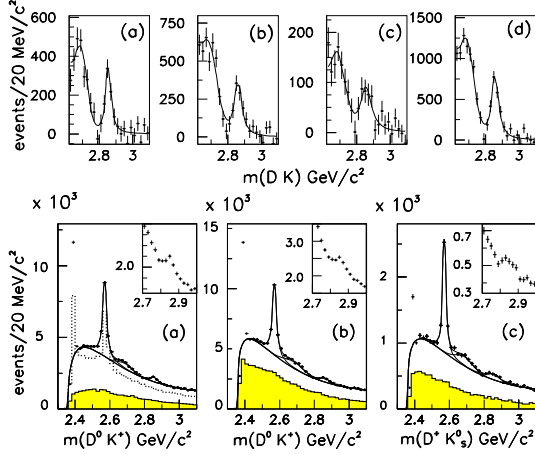 600
400
200
0
(a)
2.8
3
750
500
250
0
(b)
2.8
3
200
100
0
(c)
2.8
3
1500
1000
500
0
(d)
2.8
3
events/20 MeV/c²
m(D K) GeV/c²
x 10³
10
5
0
2.0
2.7 2.9
(a)
2.4 2.6 2.8 3
m(D⁰ K⁺) GeV/c²
x 10³
15
10
5
0
3.0
2.0
2.7 2.9
(b)
2.4 2.6 2.8 3
m(D⁰ K⁺) GeV/c²
x 10³
2
1
0
0.7
0.5
0.3
2.7 2.9
(c)
2.4 2.6 2.8 3
m(D⁺ K⁰ₛ) GeV/c²
events/20 MeV/c²